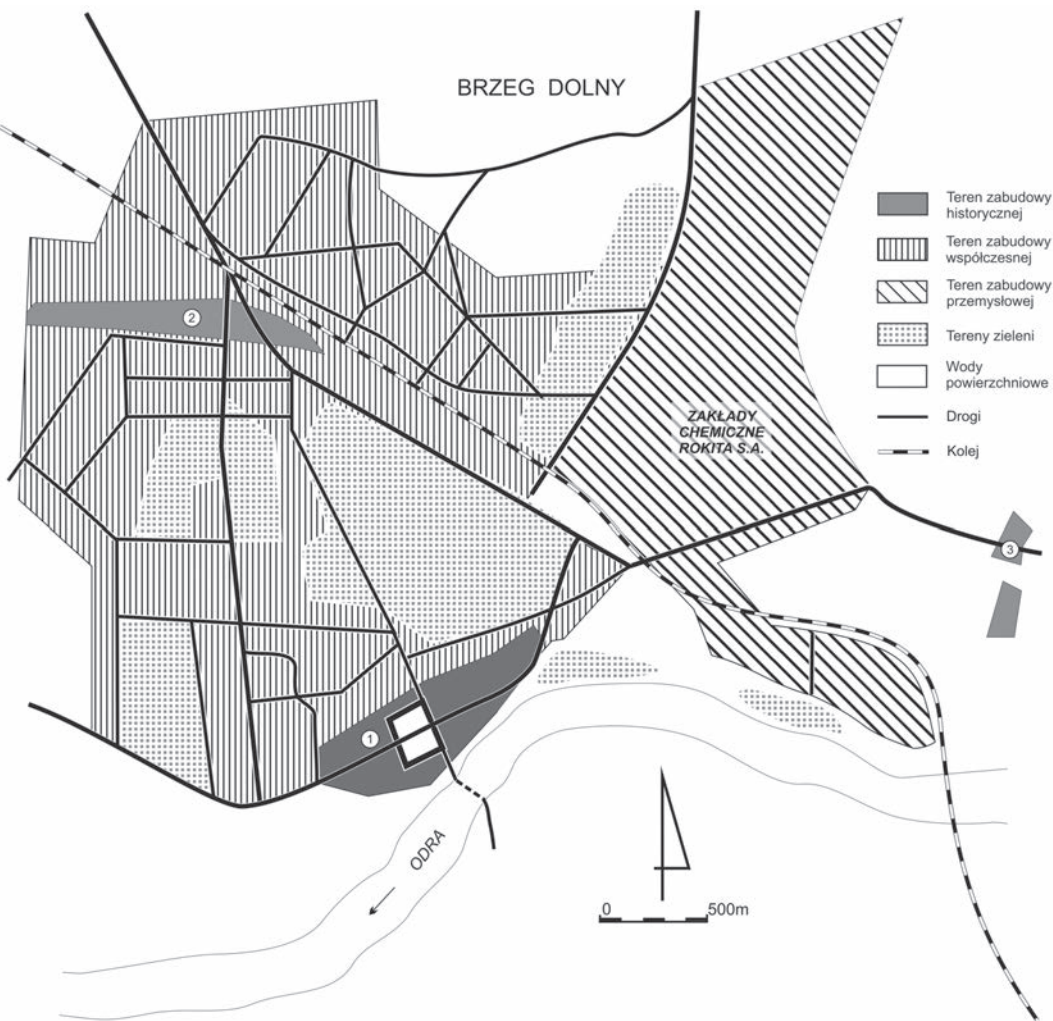 BRZEG DOLNY
Teren zabudowy
historycznej
Teren zabudowy
współczesnej
Teren zabudowy
przemysłowej
Tereny zieleni
Wody
powierzchniowe
Drogi
Kolej
2
ZAKŁADY
CHEMICZNE
ROKITA S.A.
3
1
ODRA
0 500m